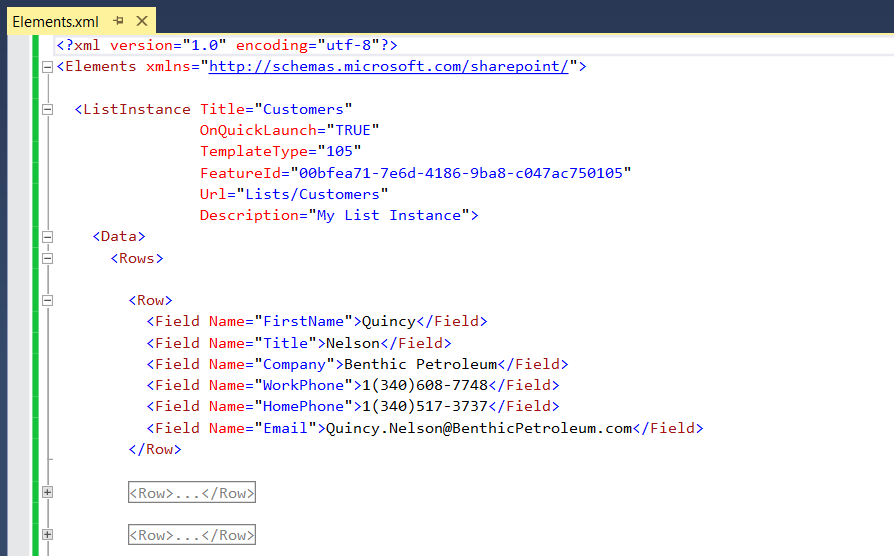 Elements.xml
<?xml version="1.0" encoding="utf-8"?>
<Elements xmlns="http://schemas.microsoft.com/sharepoint/">
<ListInstance Title="Customers"
OnQuickLaunch="TRUE"
TemplateType="105"
FeatureId="00bfea71-7e6d-4186-9ba8-c047ac750105"
Url="Lists/Customers"
Description="My List Instance">
<Data>
<Rows>
<Row>
<Field Name="FirstName">Quincy</Field>
<Field Name="Title">Nelson</Field>
<Field Name="Company">Benthic Petroleum</Field>
<Field Name="WorkPhone">1(340)608-7748</Field>
<Field Name="HomePhone">1(340)517-3737</Field>
<Field Name="Email">Quincy.Nelson@BenthicPetroleum.com</Field>
</Row>
<Row>...</Row>
<Row>...</Row>